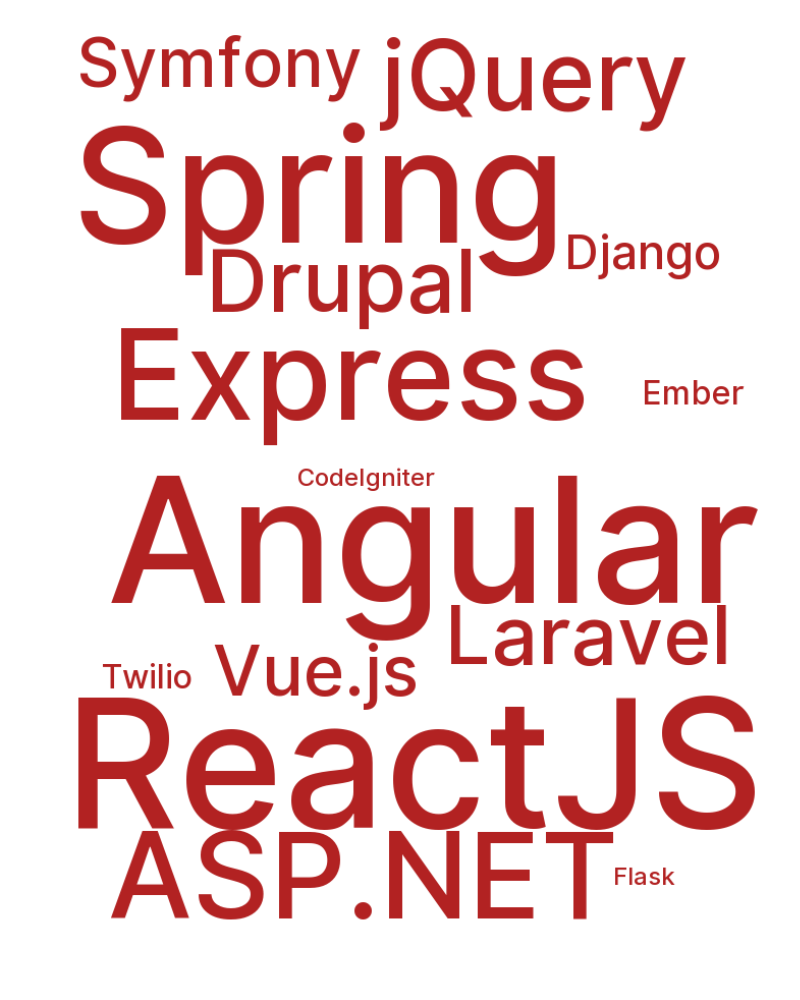 Symfony jQuery
Spring
Django
Drupal
Express
Ember
CodeIgniter
Angular
Laravel
Twilio Vue.js
ReactJS
ASP.NET Flask